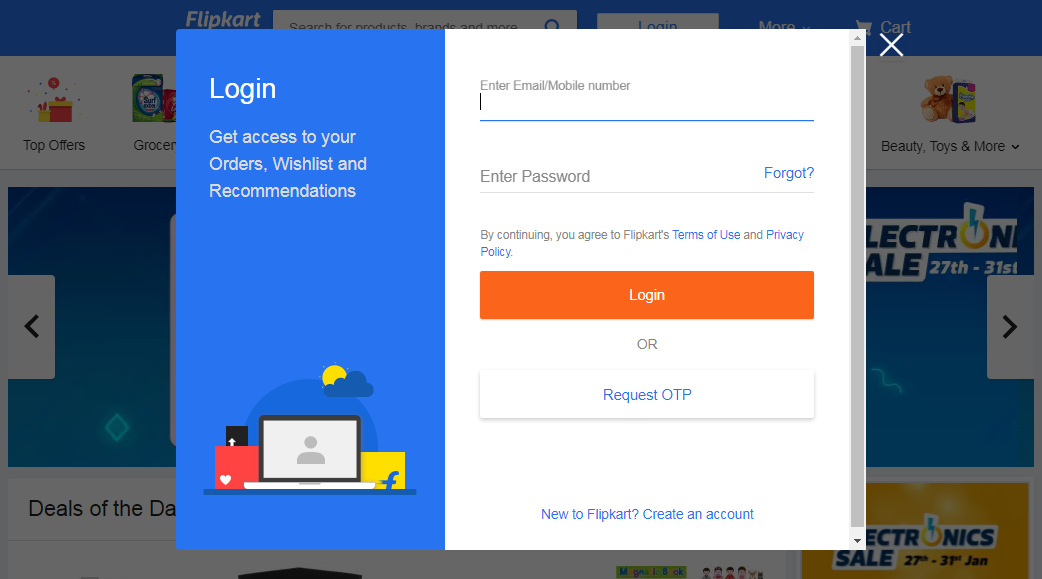 Flipkart
Search for products, brands and more
Login
More
Cart
Top Offers
Grocer
Beauty, Toys & More
Login
Get access to your
Orders, Wishlist and
Recommendations
Enter Email/Mobile number
Enter Password
Forgot?
By continuing, you agree to Flipkart's Terms of Use and Privacy
Policy.
Login
OR
Request OTP
New to Flipkart? Create an account
LECTRONI
ALE 27th - 31st
Deals of the Da
ECTRONICS
SALE 27th - 31st Jan